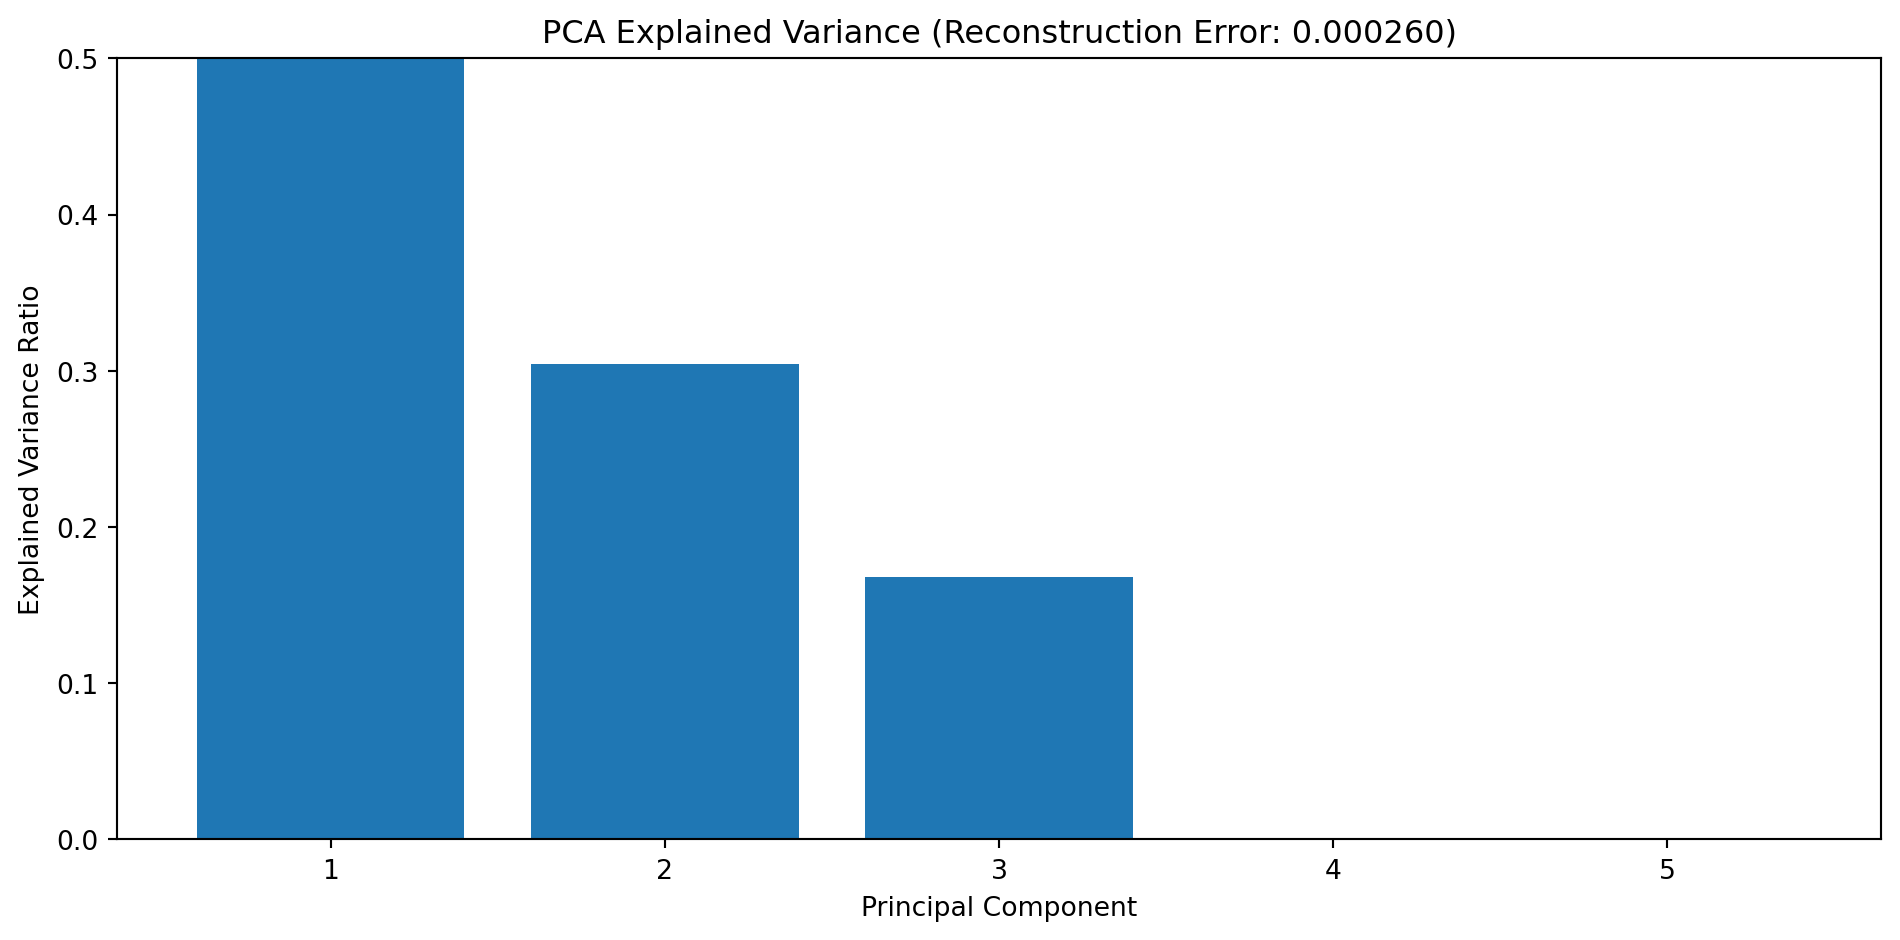 PCA Explained Variance (Reconstruction Error: 0.000260)
0.5
0.4
0.3
0.2
0.1
0.0
Explained Variance Ratio
1 2 3 4 5
Principal Component